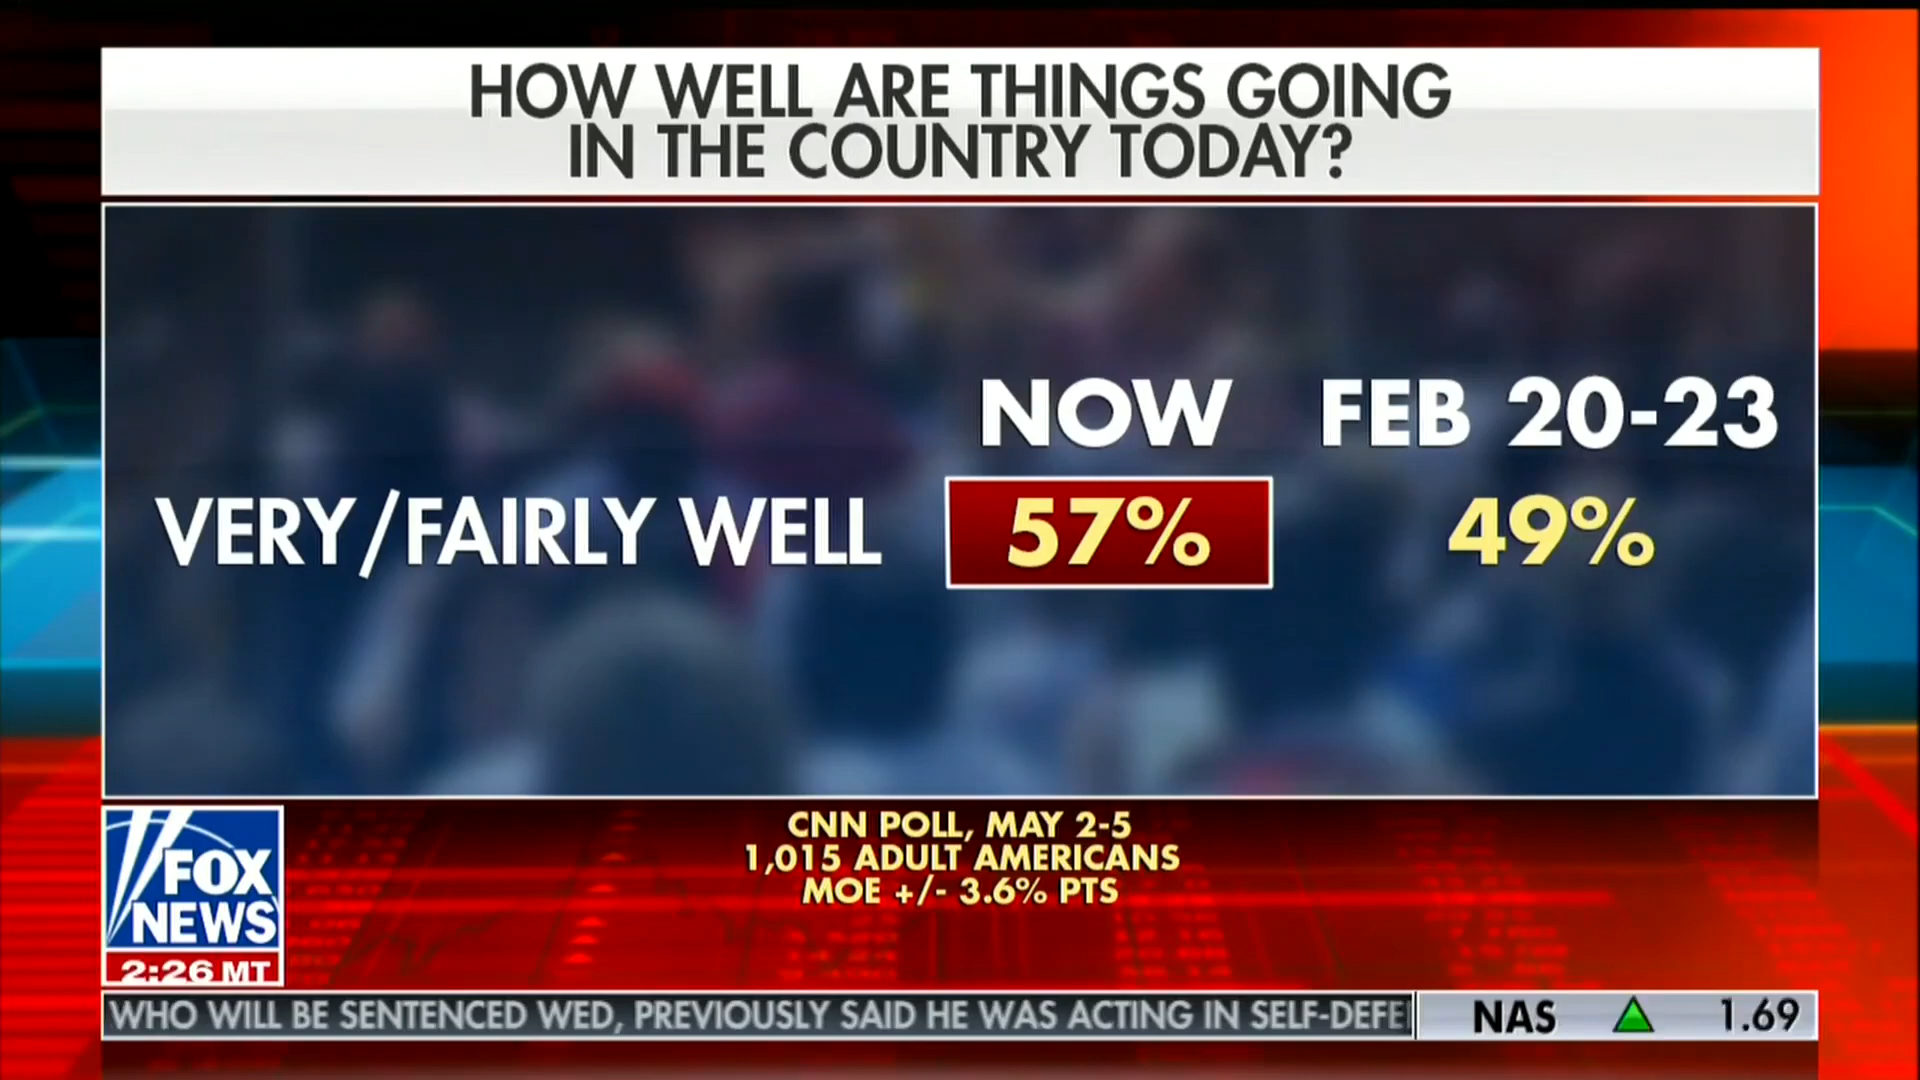 HOW WELL ARE THINGS GOING
IN THE COUNTRY TODAY?
NOW FEB 20-23
VERY/FAIRLY WELL 57% 49%
CNN POLL, MAY 2-5
1,015 ADULT AMERICANS
MOE +/- 3.6% PTS
FOX
NEWS
2:26 MT
WHO WILL BE SENTENCED WED, PREVIOUSLY SAID HE WAS ACTING IN SELF-DEFE
NAS ▲ 1.69